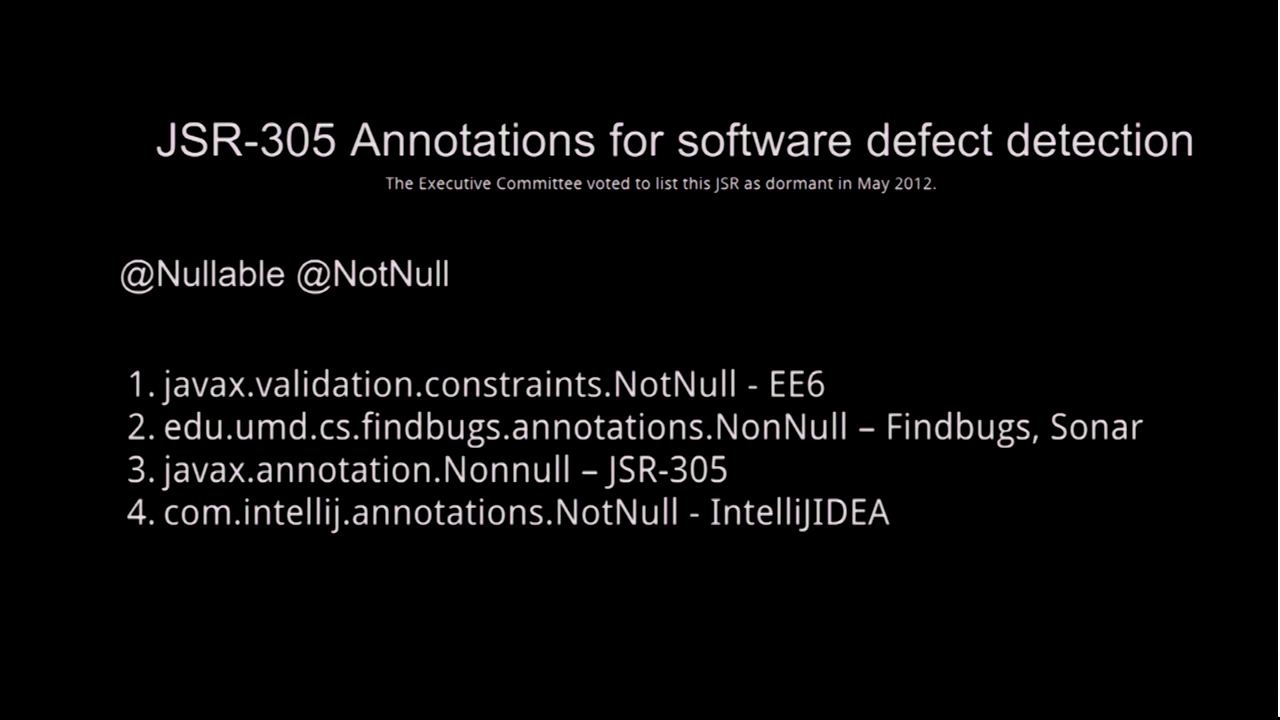 JSR-305 Annotations for software defect detection
The Executive Committee voted to list this JSR as dormant in May 2012.
@Nullable @NotNull
1. javax.validation.constraints.NotNull - EE6
2. edu.umd.cs.findbugs.annotations.NonNull – Findbugs, Sonar
3. javax.annotation.Nonnull – JSR-305
4. com.intellij.annotations.NotNull - IntelliJIDEA